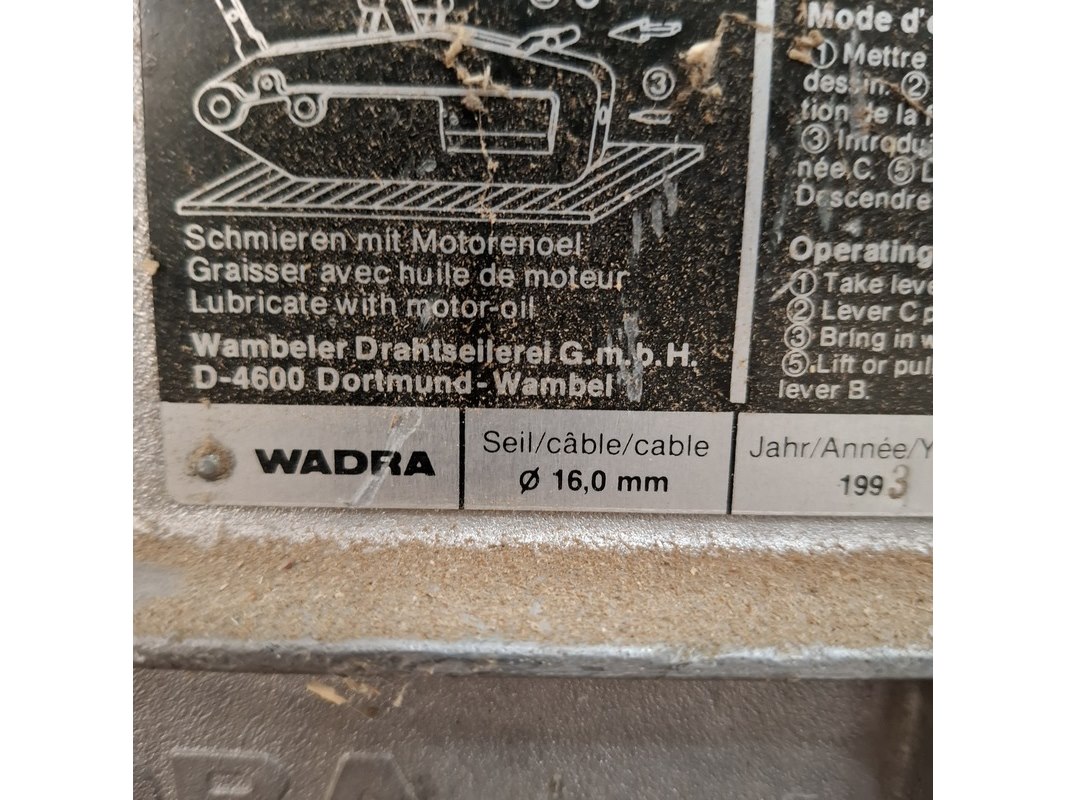 ③
Schmieren mit Motorenoel
Graisser avec huile de moteur
Lubricate with motor-oil
Wambeler Drahtseilerei G.m.b.H.
D-4600 Dortmund-Wambel
Mode d'
① Mettre
dessin. ②
tion de la
③ Introdu
née C. ⑤
Descendre
Operating
① Take leve
② Lever C
③ Bring in
⑤ Lift or pul
lever B.
WADRA
Seil/câble/cable
Ø 16,0 mm
Jahr/Année/Y
1993